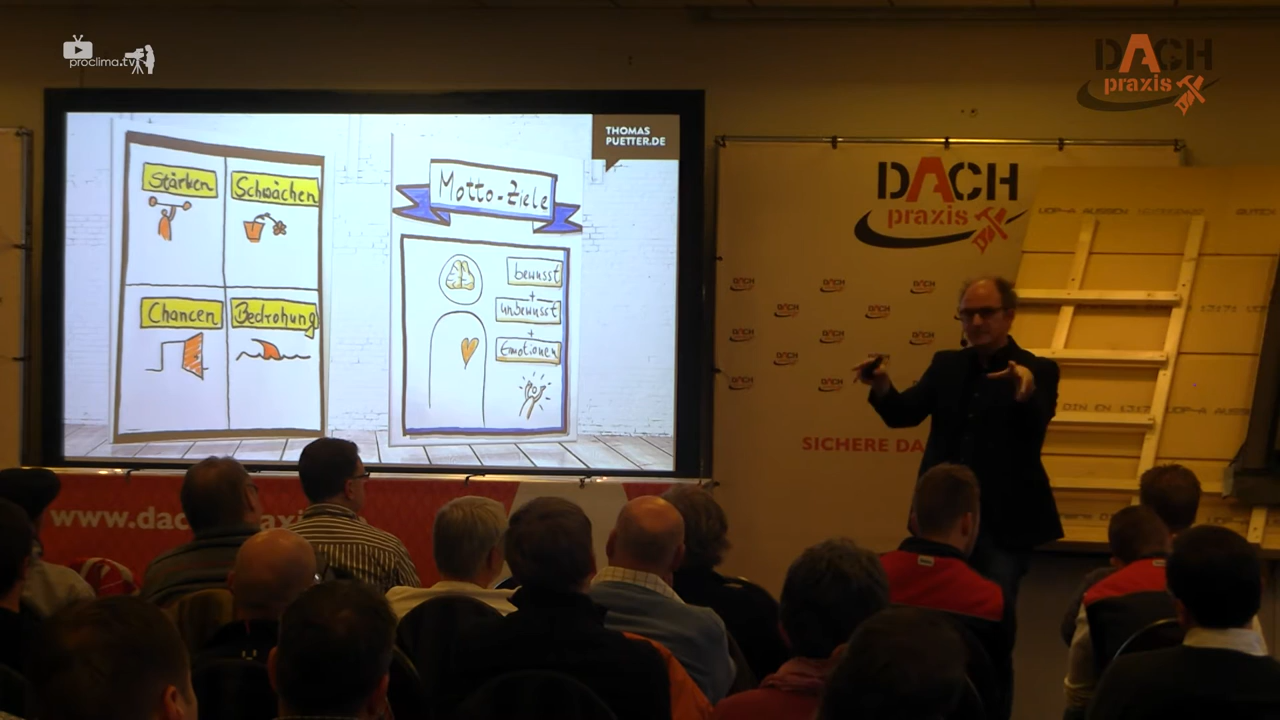 proclima.tv
DACH
praxis
THOMAS
PUETTER.DE
Stärken
Schwächen
Chancen
Bedrohung
Motto-Ziele
bewusst
+
unbewusst
+
Emotionen
DACH
praxis
SICHERE DA
www.dac